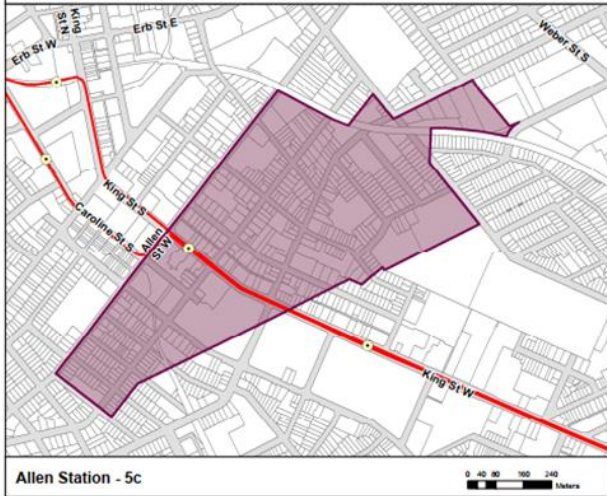 King
St N
Erb St E
Erb St W
Weber St S
King St S
Caroline St S
Allen
St W
King St W
Allen Station - 5c
0 40 80 160 240
Meters